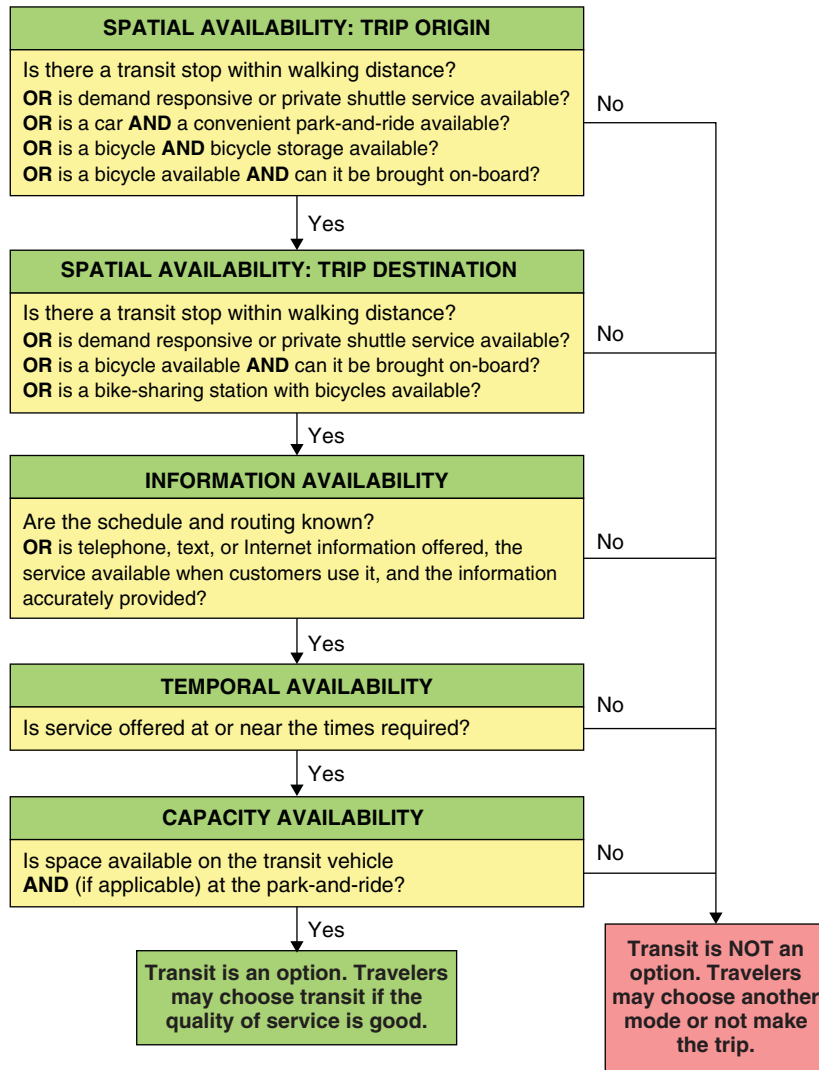 SPATIAL AVAILABILITY: TRIP ORIGIN
Is there a transit stop within walking distance?
OR is demand responsive or private shuttle service available?
OR is a car AND a convenient park-and-ride available?
OR is a bicycle AND bicycle storage available?
OR is a bicycle available AND can it be brought on-board?
No
Yes
SPATIAL AVAILABILITY: TRIP DESTINATION
Is there a transit stop within walking distance?
OR is demand responsive or private shuttle service available?
OR is a bicycle available AND can it be brought on-board?
OR is a bike-sharing station with bicycles available?
No
Yes
INFORMATION AVAILABILITY
Are the schedule and routing known?
OR is telephone, text, or Internet information offered, the
service available when customers use it, and the information
accurately provided?
No
Yes
TEMPORAL AVAILABILITY
Is service offered at or near the times required?
No
Yes
CAPACITY AVAILABILITY
Is space available on the transit vehicle
AND (if applicable) at the park-and-ride?
No
Yes
Transit is an option. Travelers
may choose transit if the
quality of service is good.
Transit is NOT an
option. Travelers
may choose another
mode or not make
the trip.